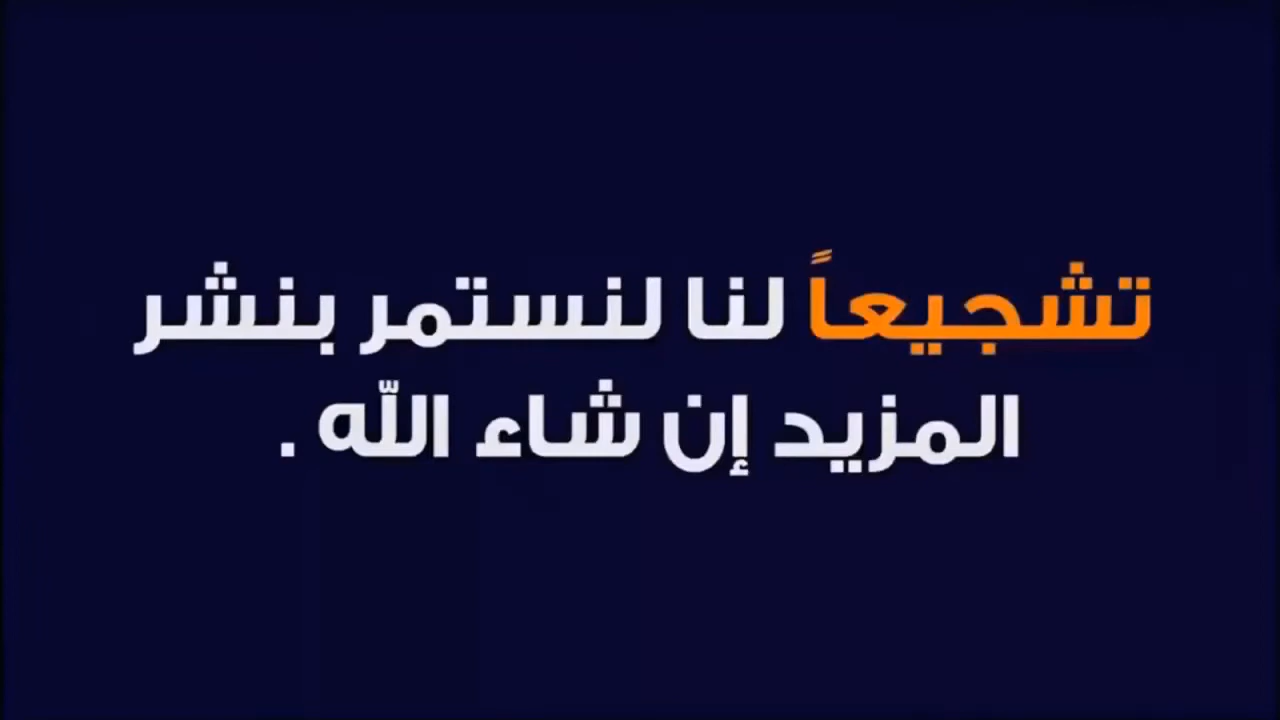 تشجيعاً لنا لنستمر بنشر
المزيد إن شاء اللّه .